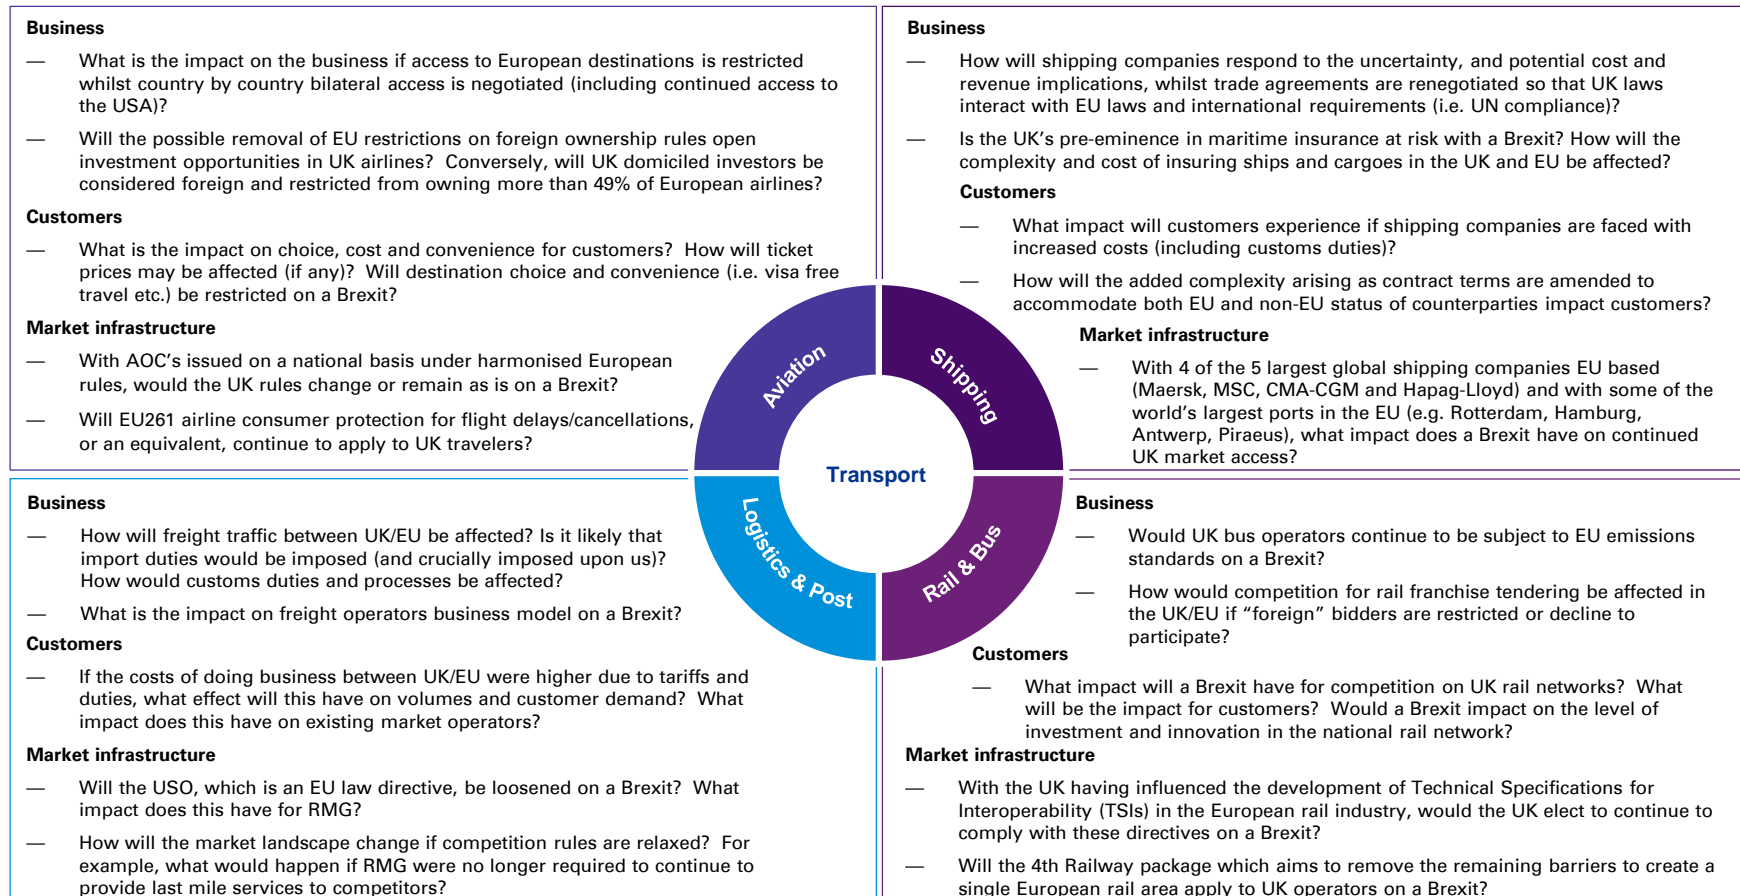 Business
— What is the impact on the business if access to European destinations is restricted
whilst country by country bilateral access is negotiated (including continued access to
the USA)?
— Will the possible removal of EU restrictions on foreign ownership rules open
investment opportunities in UK airlines? Conversely, will UK domiciled investors be
considered foreign and restricted from owning more than 49% of European airlines?
Customers
— What is the impact on choice, cost and convenience for customers? How will ticket
prices may be affected (if any)? Will destination choice and convenience (i.e. visa free
travel etc.) be restricted on a Brexit?
Market infrastructure
— With AOC's issued on a national basis under harmonised European
rules, would the UK rules change or remain as is on a Brexit?
— Will EU261 airline consumer protection for flight delays/cancellations,
or an equivalent, continue to apply to UK travelers?
Business
— How will shipping companies respond to the uncertainty, and potential cost and
revenue implications, whilst trade agreements are renegotiated so that UK laws
interact with EU laws and international requirements (i.e. UN compliance)?
— Is the UK's pre-eminence in maritime insurance at risk with a Brexit? How will the
complexity and cost of insuring ships and cargoes in the UK and EU be affected?
Customers
— What impact will customers experience if shipping companies are faced with
increased costs (including customs duties)?
— How will the added complexity arising as contract terms are amended to
accommodate both EU and non-EU status of counterparties impact customers?
Market infrastructure
— With 4 of the 5 largest global shipping companies EU based
(Maersk, MSC, CMA-CGM and Hapag-Lloyd) and with some of the
world's largest ports in the EU (e.g. Rotterdam, Hamburg,
Antwerp, Piraeus), what impact does a Brexit have on continued
UK market access?
Aviation
Shipping
Transport
Logistics & Post
Rail & Bus
Business
— How will freight traffic between UK/EU be affected? Is it likely that
import duties would be imposed (and crucially imposed upon us)?
How would customs duties and processes be affected?
— What is the impact on freight operators business model on a Brexit?
Customers
— If the costs of doing business between UK/EU were higher due to tariffs and
duties, what effect will this have on volumes and customer demand? What
impact does this have on existing market operators?
Market infrastructure
— Will the USO, which is an EU law directive, be loosened on a Brexit? What
impact does this have for RMG?
— How will the market landscape change if competition rules are relaxed? For
example, what would happen if RMG were no longer required to continue to
provide last mile services to competitors?
Business
— Would UK bus operators continue to be subject to EU emissions
standards on a Brexit?
— How would competition for rail franchise tendering be affected in
the UK/EU if "foreign" bidders are restricted or decline to
participate?
Customers
— What impact will a Brexit have for competition on UK rail networks? What
will be the impact for customers? Would a Brexit impact on the level of
investment and innovation in the national rail network?
Market infrastructure
— With the UK having influenced the development of Technical Specifications for
Interoperability (TSIs) in the European rail industry, would the UK elect to continue to
comply with these directives on a Brexit?
— Will the 4th Railway package which aims to remove the remaining barriers to create a
single European rail area apply to UK operators on a Brexit?